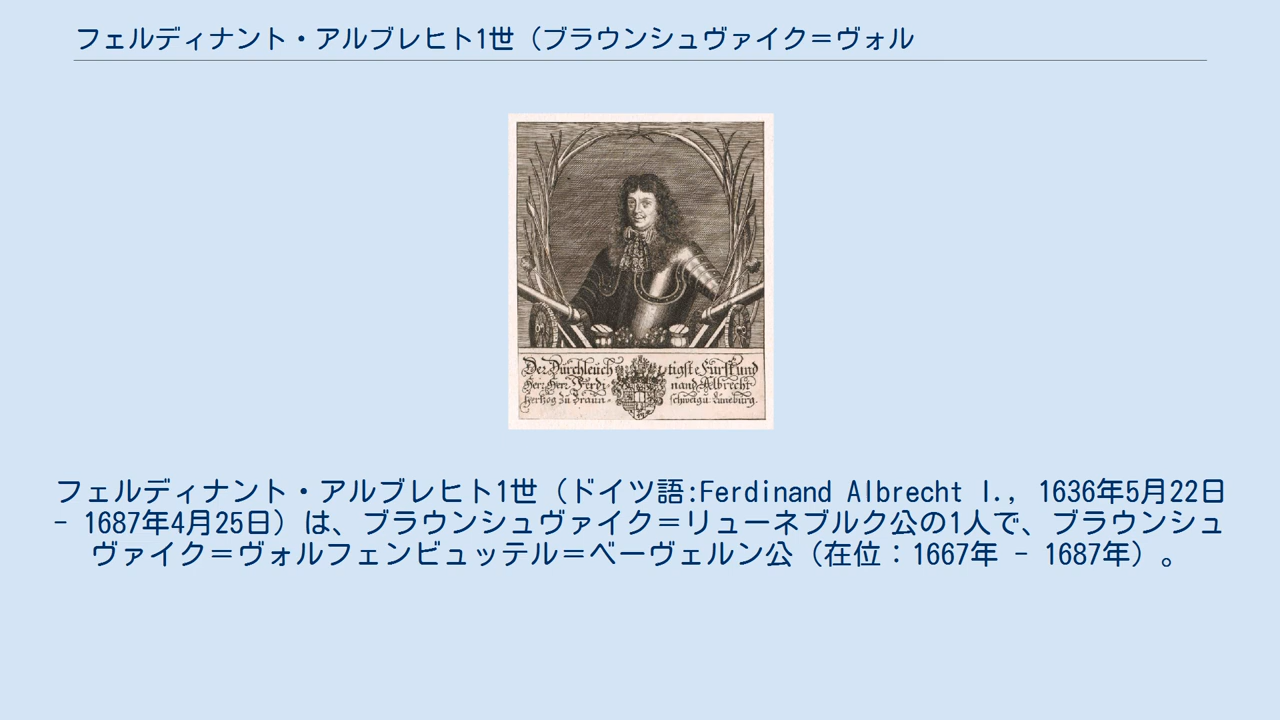 フェルディナント・アルブレヒト1世（ブラウンシュヴァイク＝ヴォル
Der Dürchleüch tigste Fürst und
Herr Herr Ferdi- nand Albrecht
Hertzog zu Braun- schweig u. Lüneburg.
フェルディナント・アルブレヒト1世（ドイツ語:Ferdinand Albrecht I., 1636年5月22日
- 1687年4月25日）は、ブラウンシュヴァイク＝リューネブルク公の1人で、ブラウンシュ
ヴァイク＝ヴォルフェンビュッテル＝ベーヴェルン公（在位：1667年 - 1687年）。